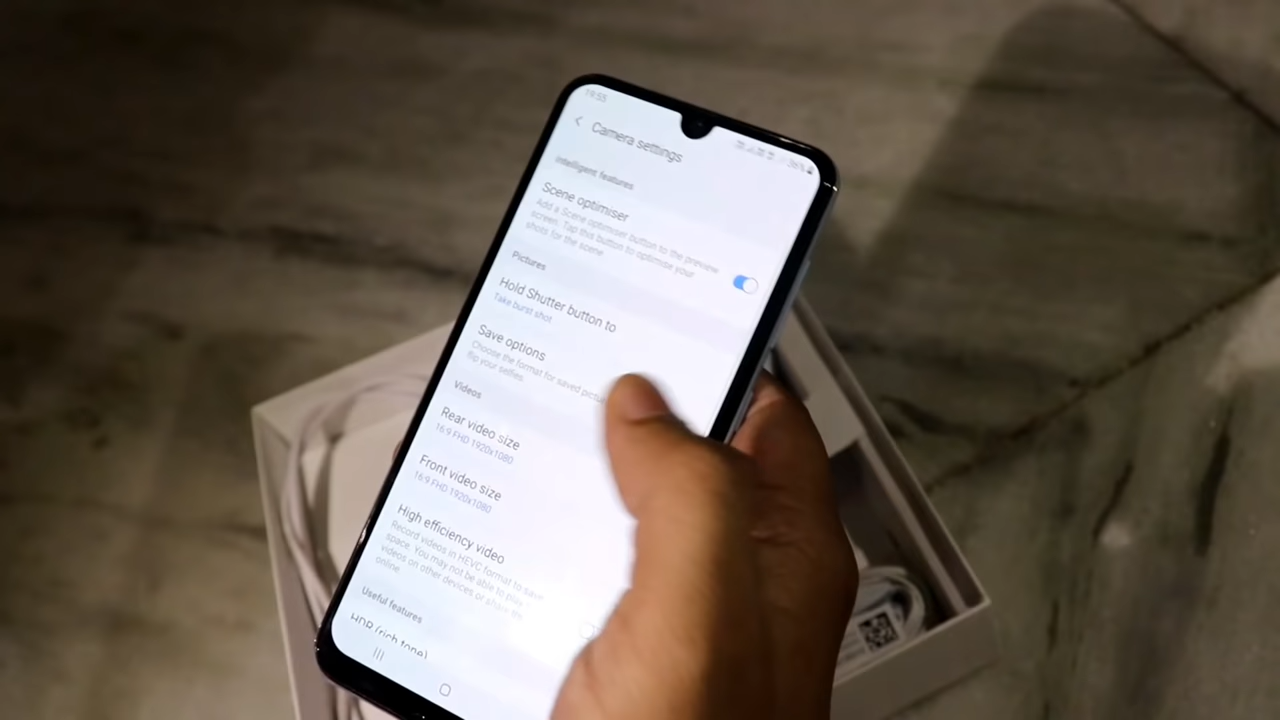 19:55
Camera settings
36%
Intelligent features
Scene optimiser
Add a Scene optimiser button to the preview
screen. Tap this button to optimise your
shots for the scene.
Pictures
Hold Shutter button to
Take burst shot
Save options
Choose the format for saved
flip your selfies.
Videos
Rear video size
16:9 FHD 1920x1080
Front video size
16:9 FHD 1920x1080
High efficiency video
Record videos in HEVC format to save
space. You may not be able to play
videos on other devices or share
online.
Useful features
HDR (rich tone)